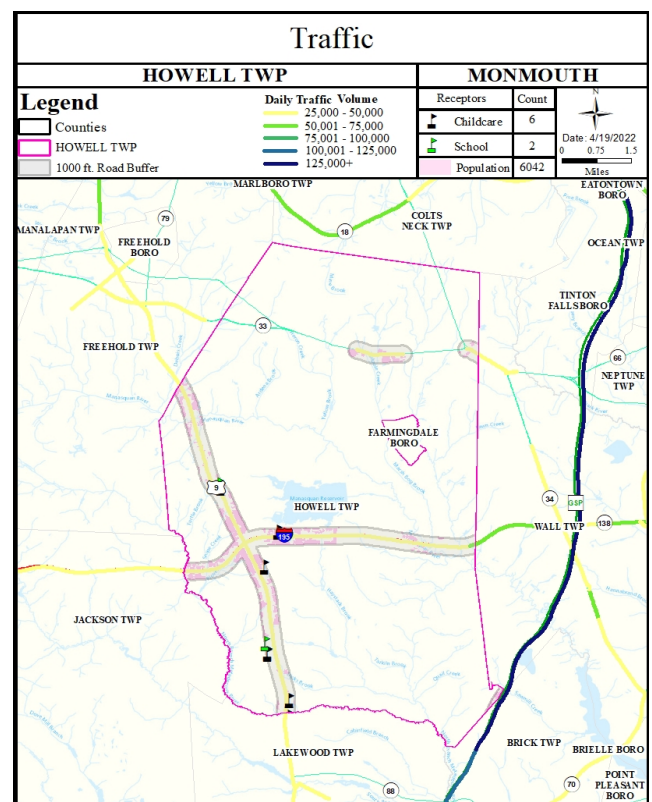 Traffic
HOWELL TWP
MONMOUTH
Legend
Counties
HOWELL TWP
1000 ft. Road Buffer
Daily Traffic Volume
25,000 - 50,000
50,001 - 75,000
75,001 - 100,000
100,001 - 125,000
125,000+
Receptors Count
Childcare 6
School 2
Population 6042
N
Date: 4/19/2022
0 0.75 1.5
Miles
MARLBORO TWP
EATONTOWN
BORO
79
COLTS
NECK TWP
18
MANALAPAN TWP
FREEHOLD
BORO
OCEAN TWP
TINTON
FALLS BORO
33
FREEHOLD TWP
66
NEPTUNE
TWP
FARMINGDALE
BORO
9
34
GSP
HOWELL TWP
WALL TWP
138
195
JACKSON TWP
LAKEWOOD TWP
BRICK TWP
BRIELLE BORO
POINT
PLEASANT
BORO
88
70